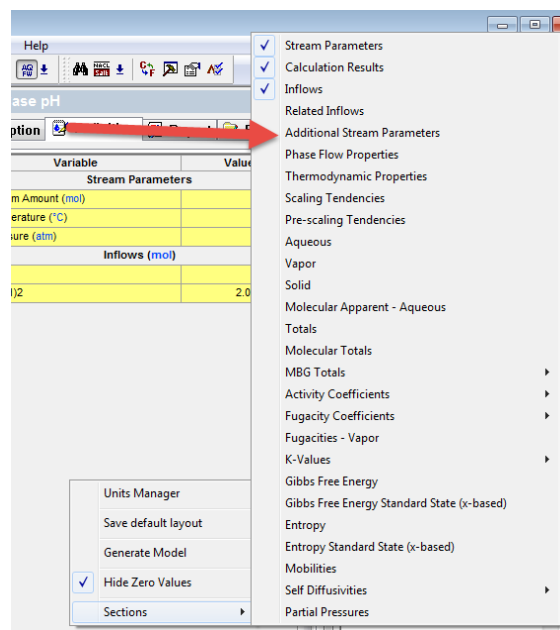 Help
ase pH
ption
Variable Value
Stream Parameters
m Amount (mol)
erature (°C)
sure (atm)
Inflows (mol)
)2 2.0
Units Manager
Save default layout
Generate Model
Hide Zero Values
Sections
Stream Parameters
Calculation Results
Inflows
Related Inflows
Additional Stream Parameters
Phase Flow Properties
Thermodynamic Properties
Scaling Tendencies
Pre-scaling Tendencies
Aqueous
Vapor
Solid
Molecular Apparent - Aqueous
Totals
Molecular Totals
MBG Totals
Activity Coefficients
Fugacity Coefficients
Fugacities - Vapor
K-Values
Gibbs Free Energy
Gibbs Free Energy Standard State (x-based)
Entropy
Entropy Standard State (x-based)
Mobilities
Self Diffusivities
Partial Pressures